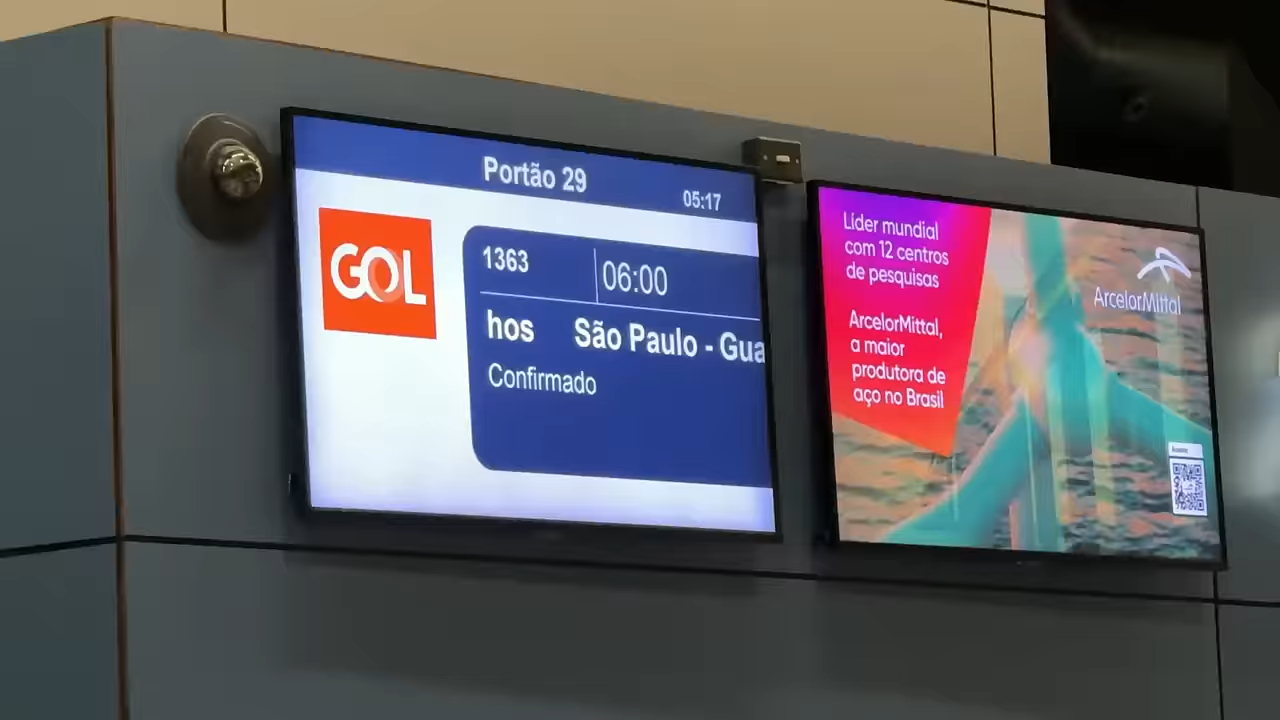 Portão 29
05:17
GOL
1363
06:00
hos São Paulo - Gua
Confirmado
Líder mundial
com 12 centros
de pesquisas
ArcelorMittal,
a maior
produtora de
aço no Brasil
ArcelorMittal